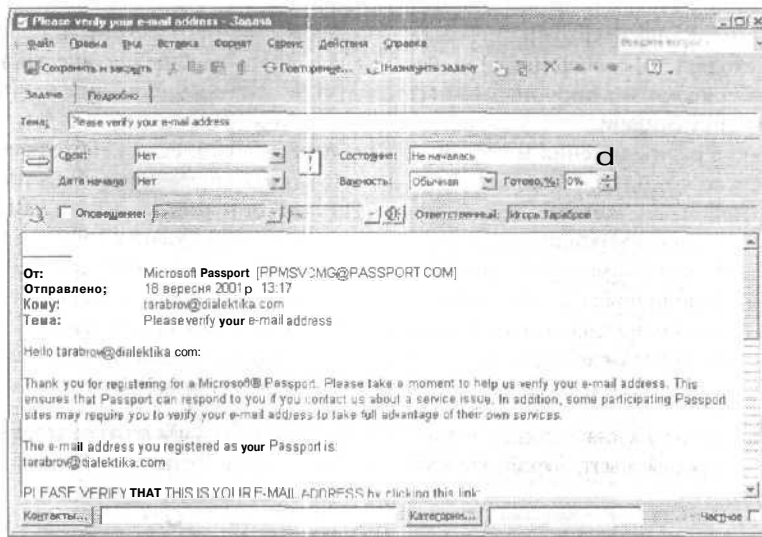 Please verify your e-mail address - Задача
Файл Правка Вид Вставка Формат Сервис Действия Справка
Сохранить и закрыть Повторение... Назначить задачу
Задача Подробно
Тема: Please verify your e-mail address
Срок: Нет Состояние: Не началась d
Дата начала: Нет Важность: Обычная Готово,%: 0%
Оповещение: Нет Ответственный: Игорь Тарабров
От: Microsoft Passport [PPMSVCMG@PASSPORT.COM]
Отправлено; 18 вересня 2001 р 13:17
Кому: tarabrov@dialektika.com
Тема: Please verify your e-mail address
Hello tarabrov@dialektika com:
Thank you for registering for a Microsoft® Passport. Please take a moment to help us verify your e-mail address. This
ensures that Passport can respond to you if you contact us about a service issue. In addition, some participating Passport
sites may require you to verify your e-mail address to take full advantage of their own services.
The e-mail address you registered as your Passport is:
tarabrov@dialektika.com
PLEASE VERIFY THAT THIS IS YOUR E-MAIL ADDRESS by clicking this link:
Контакты... Категории... Частное